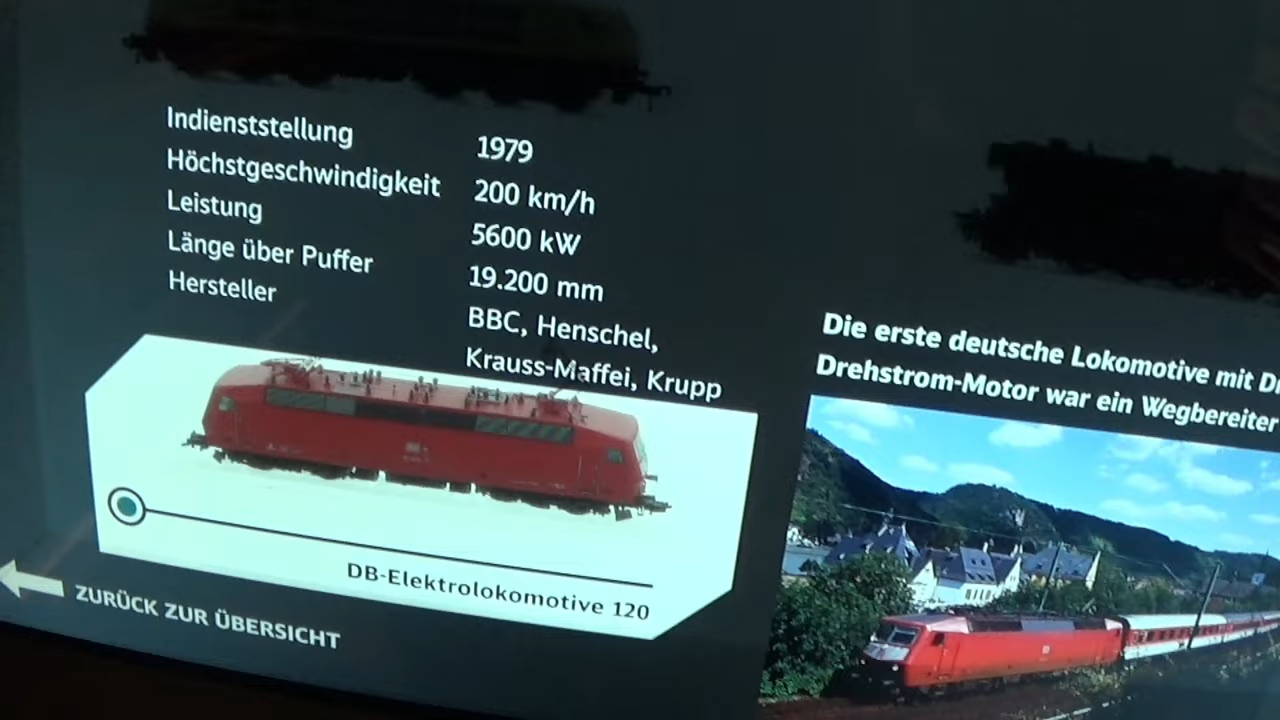 Indienststellung 1979
Höchstgeschwindigkeit 200 km/h
Leistung 5600 kW
Länge über Puffer 19.200 mm
Hersteller BBC, Henschel,
Krauss-Maffei, Krupp
DB-Elektrolokomotive 120
ZURÜCK ZUR ÜBERSICHT
Die erste deutsche Lokomotive mit
Drehstrom-Motor war ein Wegbereiter